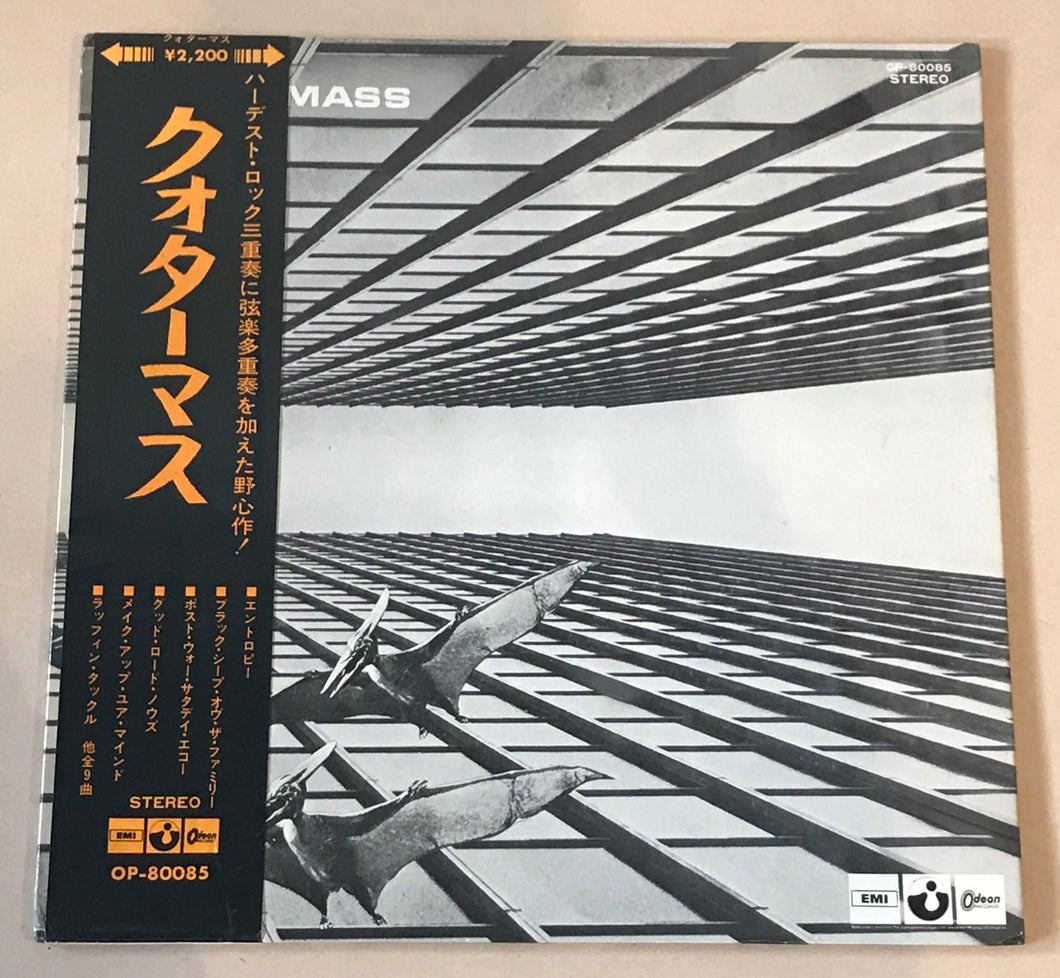 クォーターマス
¥2,200
クォターマス
ハーデスト・ロック三重奏に弦楽多重奏を加えた野心作！
■エントロピー
■ブラック・シープ・オヴ・ザ・ファミリー
■ポスト・ウォー・サタデイ・エコー
■グッド・ロード・ノウズ
■メイク・アップ・ユア・マインド
■ラッフィン・タックル 他全9曲
STEREO
EMI
Odeon
OP-80085
MASS
OP-80085
STEREO
EMI
Odeon